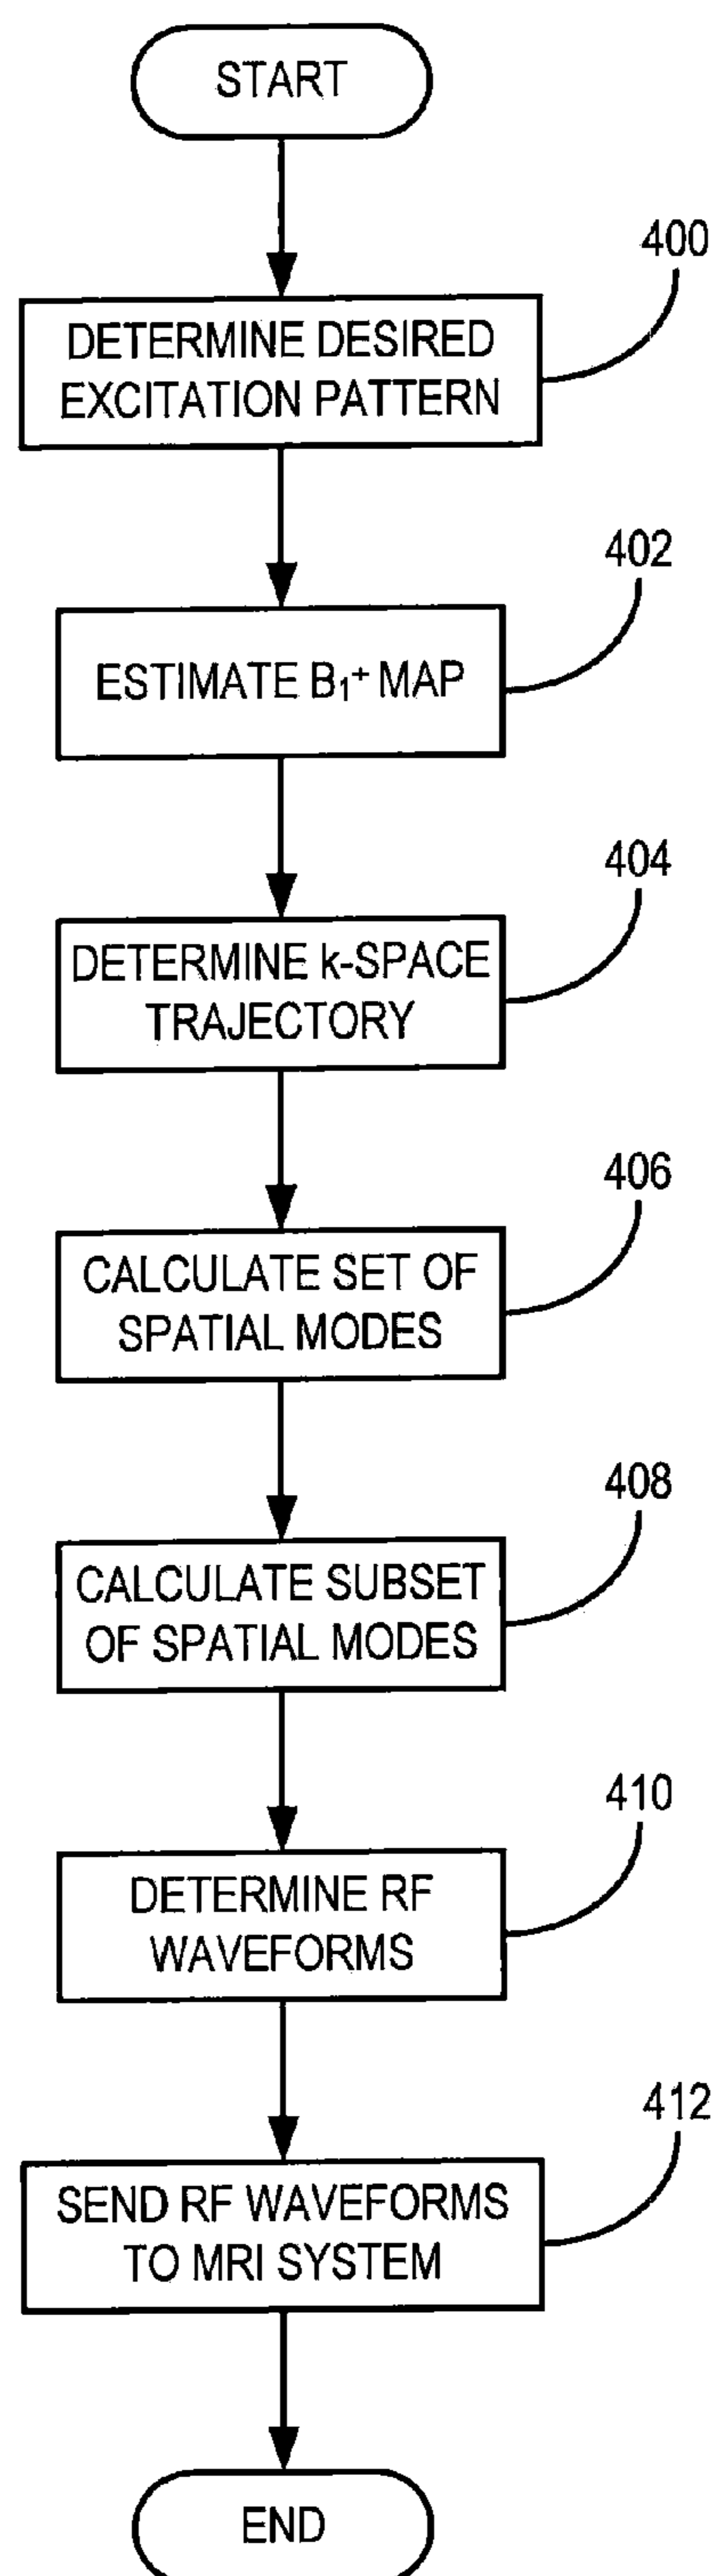 START
400
DETERMINE DESIRED
EXCITATION PATTERN
402
ESTIMATE B₁⁺ MAP
404
DETERMINE k-SPACE
TRAJECTORY
406
CALCULATE SET OF
SPATIAL MODES
408
CALCULATE SUBSET
OF SPATIAL MODES
410
DETERMINE RF
WAVEFORMS
412
SEND RF WAVEFORMS
TO MRI SYSTEM
END